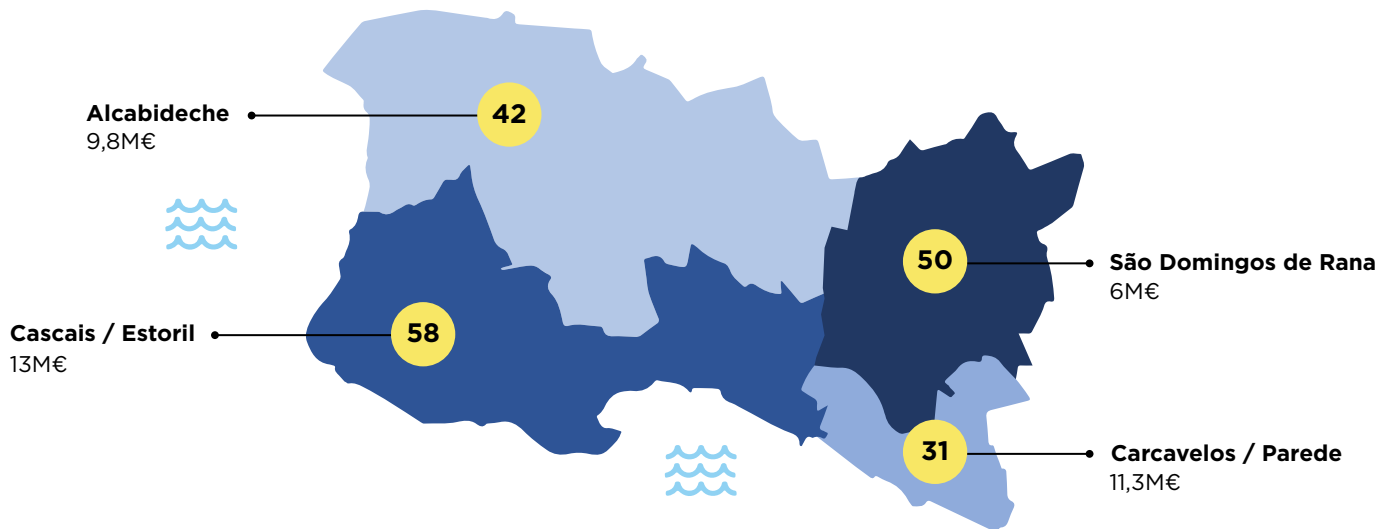 Alcabideche
9,8M€
42
São Domingos de Rana
6M€
50
Cascais / Estoril
13M€
58
Carcavelos / Parede
11,3M€
31